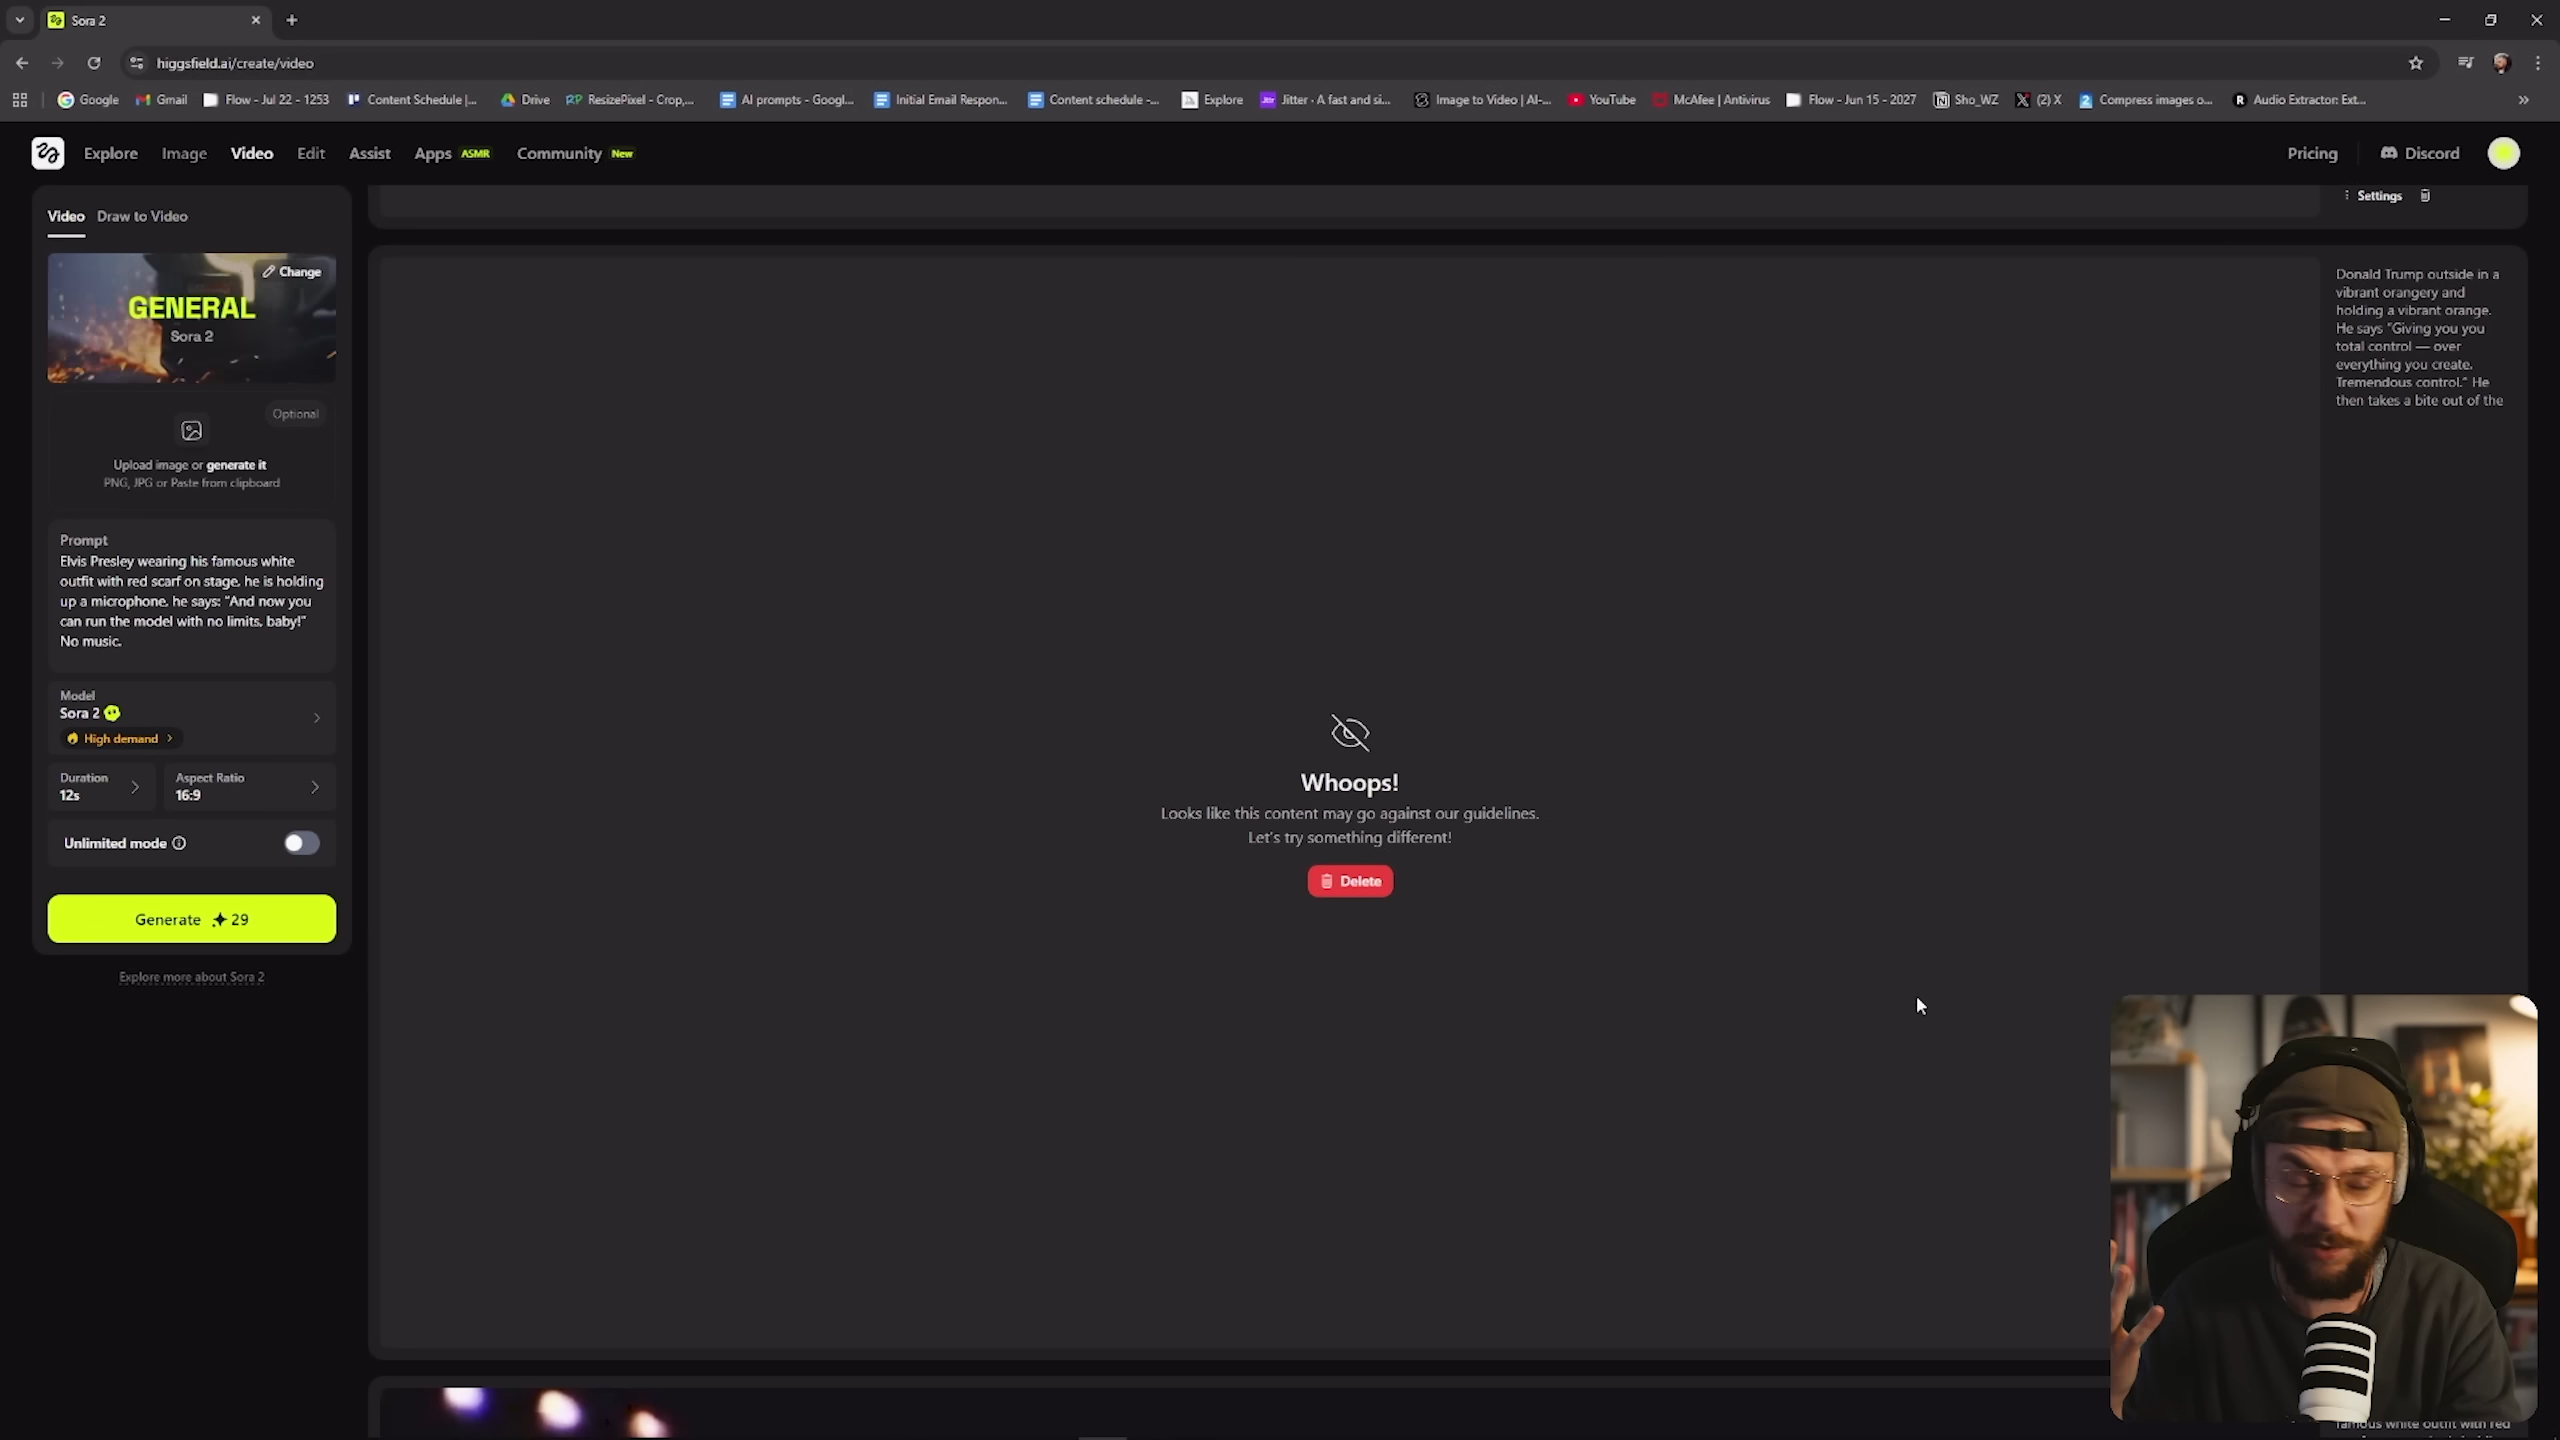 Sora 2
higgsfield.ai/create/video
Google
Gmail
Flow - Jul 22 - 1253
Content Schedule |...
Drive
ResizePixel - Crop,...
AI prompts - Googl...
Initial Email Respon...
Content schedule -...
Explore
Jitter · A fast and si...
Image to Video | AI-...
YouTube
McAfee | Antivirus
Flow - Jun 15 - 2027
Sho_WZ
(2) X
Compress images o...
Audio Extractor: Ext...
Explore
Image
Video
Edit
Assist
Apps ASMR
Community New
Pricing
Discord
Video
Draw to Video
Change
GENERAL
Sora 2
Optional
Upload image or generate it
PNG, JPG or Paste from clipboard
Prompt
Elvis Presley wearing his famous white
outfit with red scarf on stage, he is holding
up a microphone, he says: "And now you
can run the model with no limits, baby!"
No music.
Model
Sora 2
High demand
Duration
12s
Aspect Ratio
16:9
Unlimited mode
Generate 29
Explore more about Sora 2
Settings
Donald Trump outside in a
vibrant orangery and
holding a vibrant orange.
He says "Giving you you
total control — over
everything you create.
Tremendous control." He
then takes a bite out of the
Whoops!
Looks like this content may go against our guidelines.
Let's try something different!
Delete
famous white outfit with red